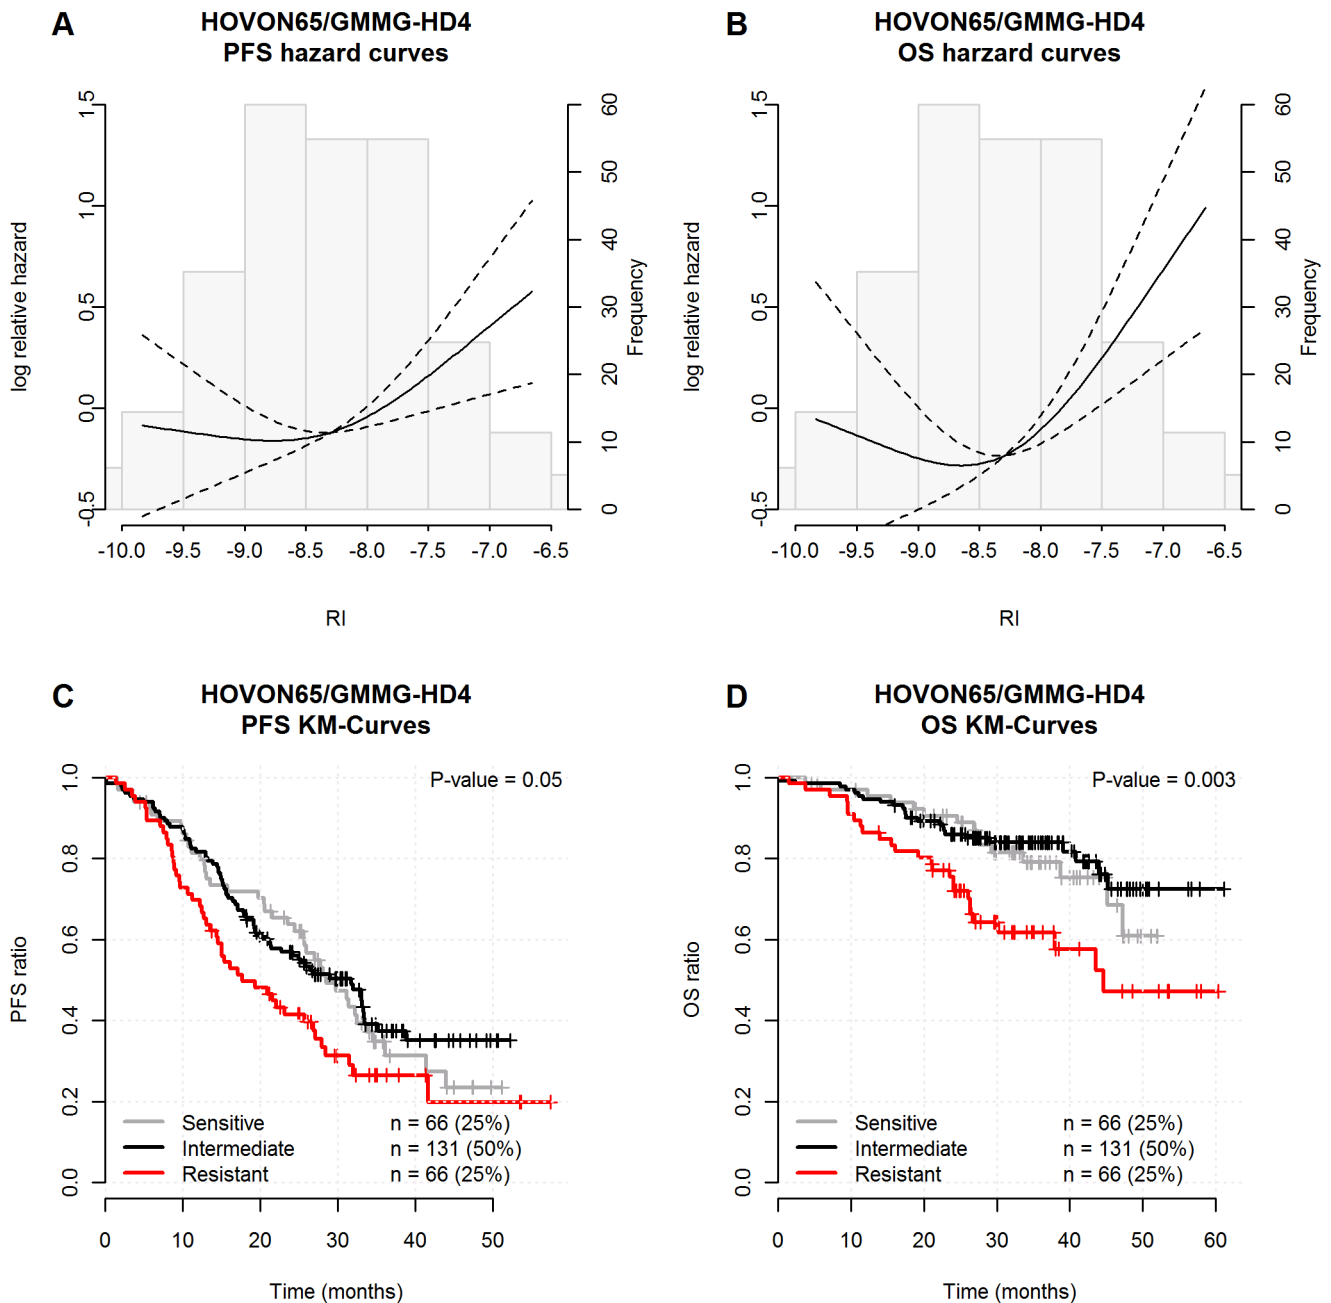 A
HOVON65/GMMG-HD4
PFS hazard curves
log relative hazard
1.5
1.0
0.5
0.0
-0.5
60
50
40
30
20
10
0
Frequency
-10.0 -9.5 -9.0 -8.5 -8.0 -7.5 -7.0 -6.5
RI
B
HOVON65/GMMG-HD4
OS harzard curves
log relative hazard
1.5
1.0
0.5
0.0
-0.5
60
50
40
30
20
10
0
Frequency
-10.0 -9.5 -9.0 -8.5 -8.0 -7.5 -7.0 -6.5
RI
C
HOVON65/GMMG-HD4
PFS KM-Curves
P-value = 0.05
PFS ratio
1.0
0.8
0.6
0.4
0.2
0.0
Sensitive n = 66 (25%)
Intermediate n = 131 (50%)
Resistant n = 66 (25%)
0 10 20 30 40 50
Time (months)
D
HOVON65/GMMG-HD4
OS KM-Curves
P-value = 0.003
OS ratio
1.0
0.8
0.6
0.4
0.2
0.0
Sensitive n = 66 (25%)
Intermediate n = 131 (50%)
Resistant n = 66 (25%)
0 10 20 30 40 50 60
Time (months)